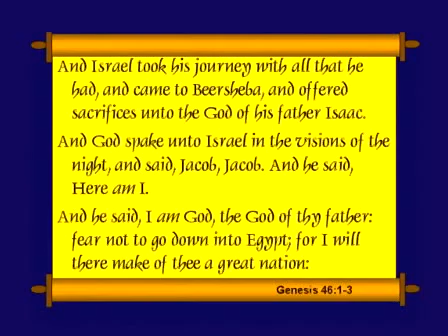 And Israel took his journey with all that he
had, and came to Beersheba, and offered
sacrifices unto the God of his father Isaac.
And God spake unto Israel in the visions of the
night, and said, Jacob, Jacob. And he said,
Here am I.
And he said, I am God, the God of thy father:
fear not to go down into Egypt; for I will
there make of thee a great nation:
Genesis 46:1-3